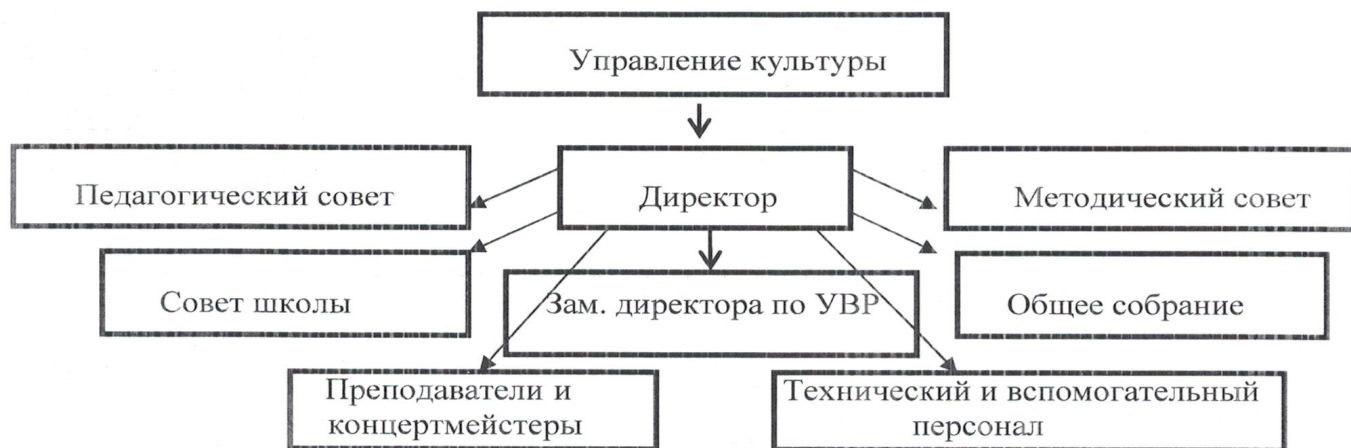 Управление культуры
Педагогический совет
Директор
Методический совет
Совет школы
Зам. директора по УВР
Общее собрание
Преподаватели и
концертмейстеры
Технический и вспомогательный
персонал